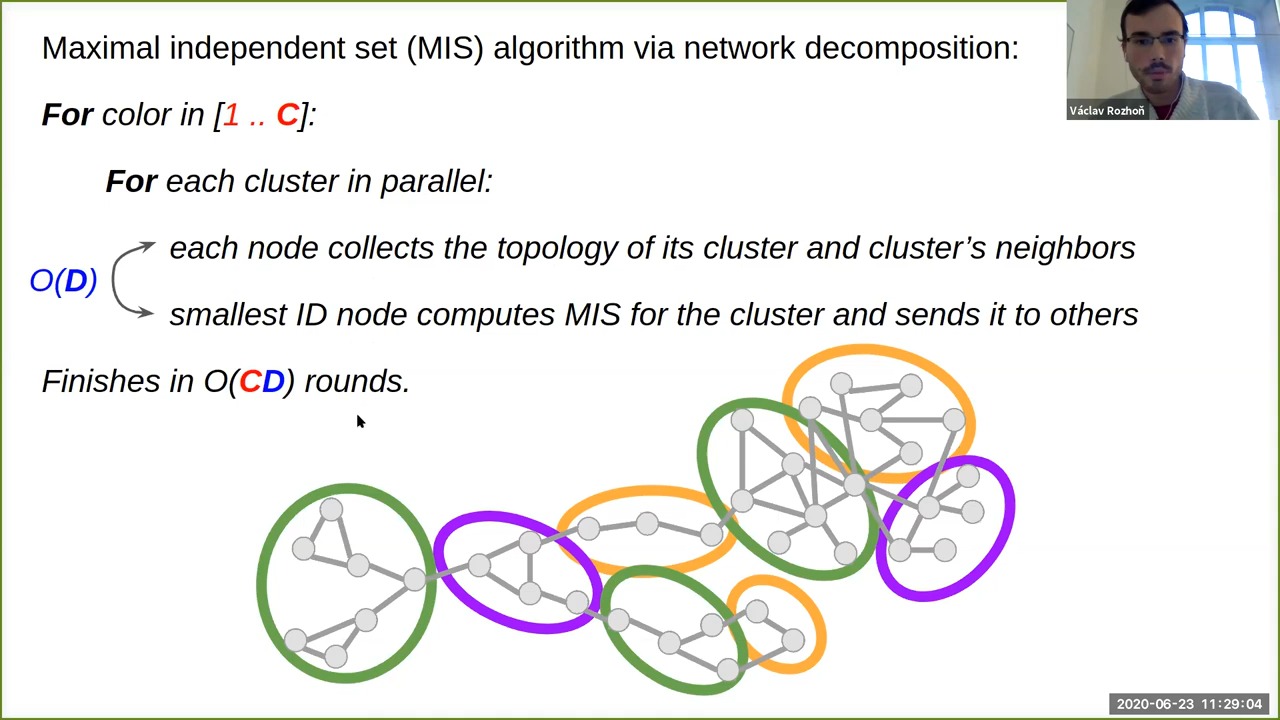 Maximal independent set (MIS) algorithm via network decomposition:
Václav Rozhoň
For color in [1 .. C]:
For each cluster in parallel:
each node collects the topology of its cluster and cluster’s neighbors
O(D)
smallest ID node computes MIS for the cluster and sends it to others
Finishes in O(CD) rounds.
2020-06-23 11:29:04